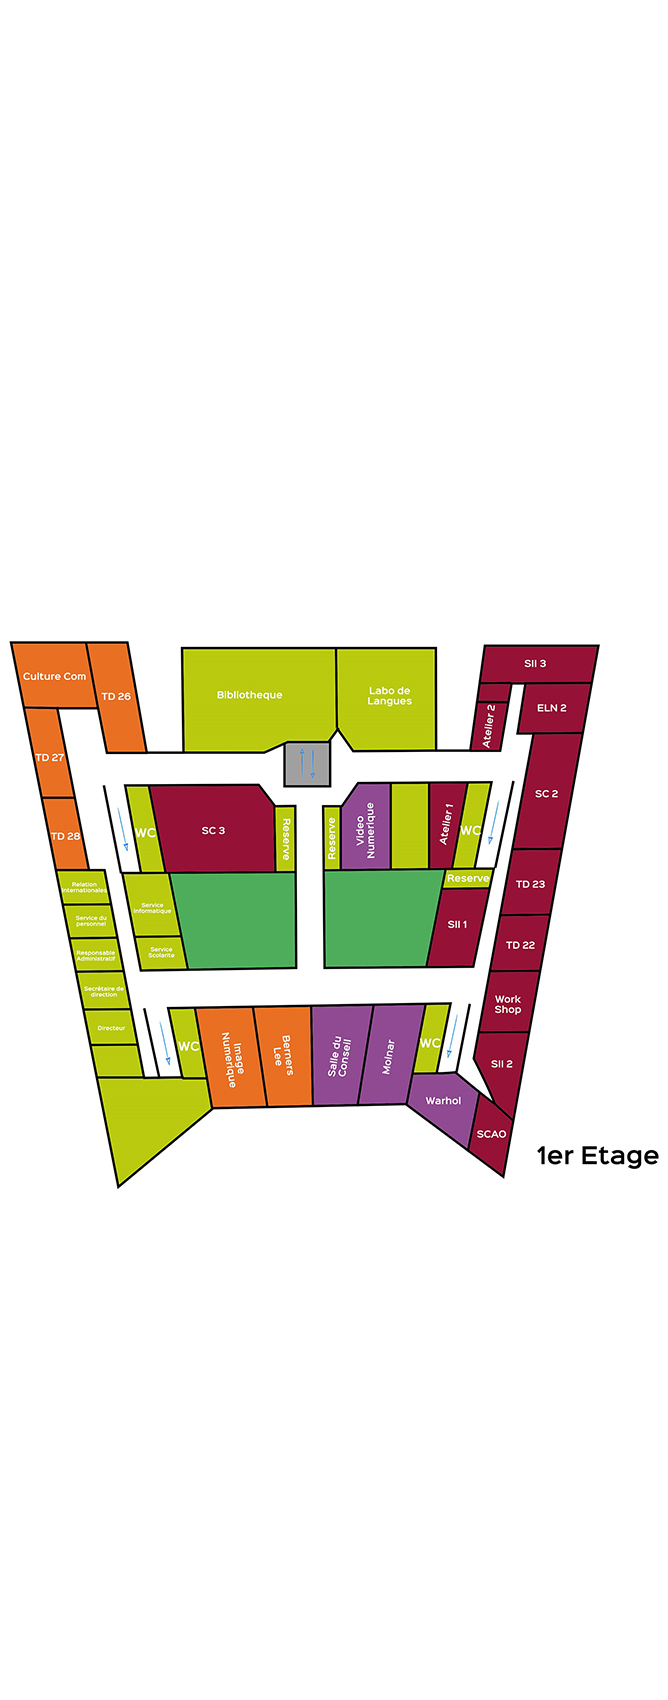 SII 3
Culture Com
TD 26
Bibliotheque
Labo de
Langues
Atelier 2
ELN 2
TD 27
SC 2
TD 28
WC
SC 3
Reserve
Reserve
Video
Numerique
Atelier 1
WC
Reserve
TD 23
Relation
Internationales
Service
Informatique
Service du
personnel
SII 1
TD 22
Responsable
Administratif
Service
Scolarite
Secrétaire de
direction
Work
Shop
Directeur
WC
Image
Numerique
Berners
Lee
Salle du
Conseil
Molnar
WC
SII 2
Warhol
SCAO
1er Etage